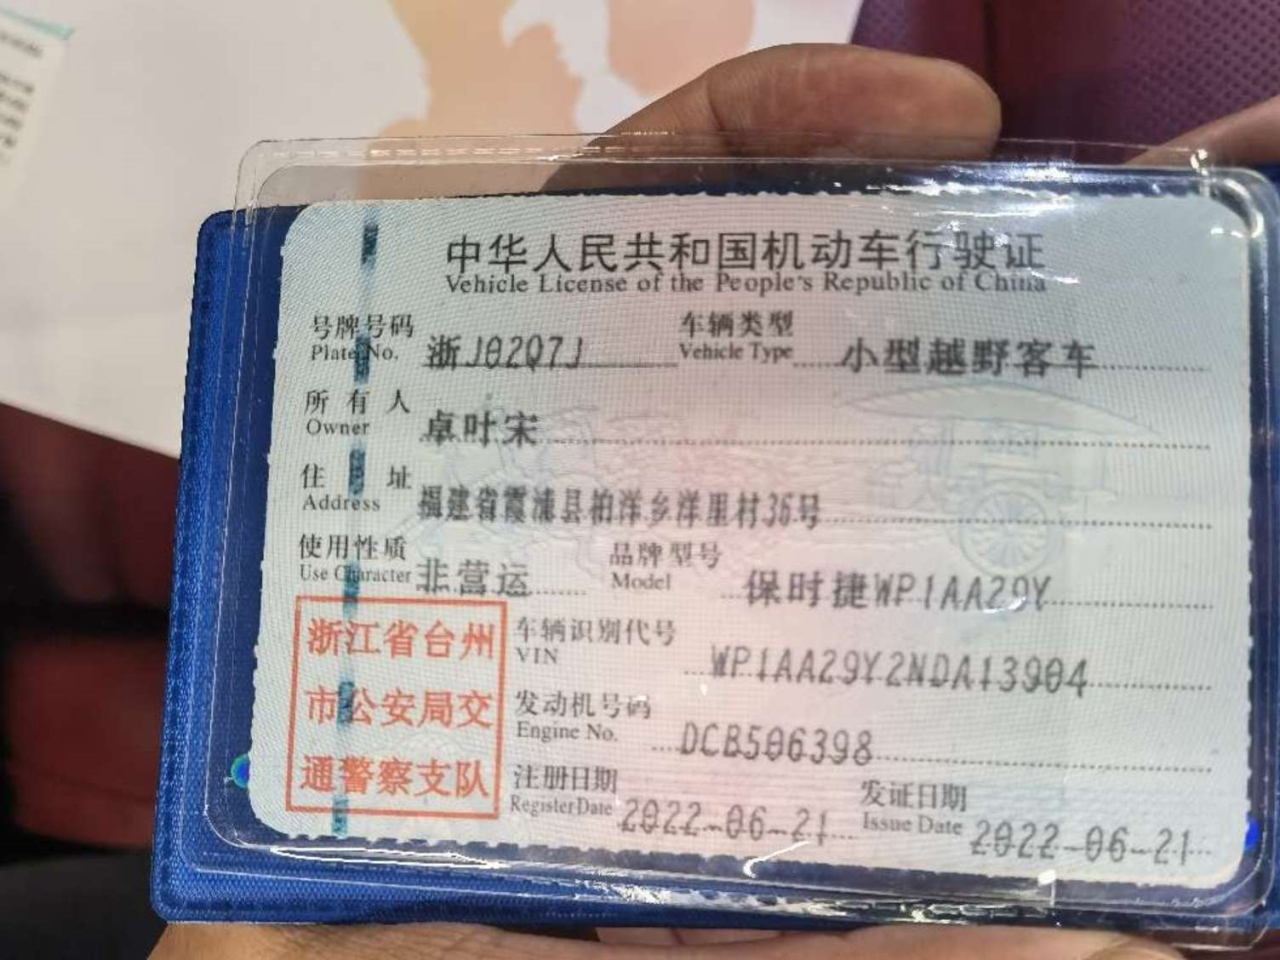 中华人民共和国机动车行驶证
Vehicle License of the People's Republic of China
号牌号码 浙J02Q7J 车辆类型 小型越野客车
Plate No. Vehicle Type
所有人 卓叶宋
Owner
住址 福建省霞浦县柏洋乡洋里村36号
Address
使用性质 非营运 品牌型号 保时捷WP1AA29Y
Use Character Model
浙江省台州
市公安局交
通警察支队
车辆识别代号 WP1AA29Y2NDA13904
VIN
发动机号码 DCB506398
Engine No.
注册日期 2022-06-21 发证日期 2022-06-21
Register Date Issue Date